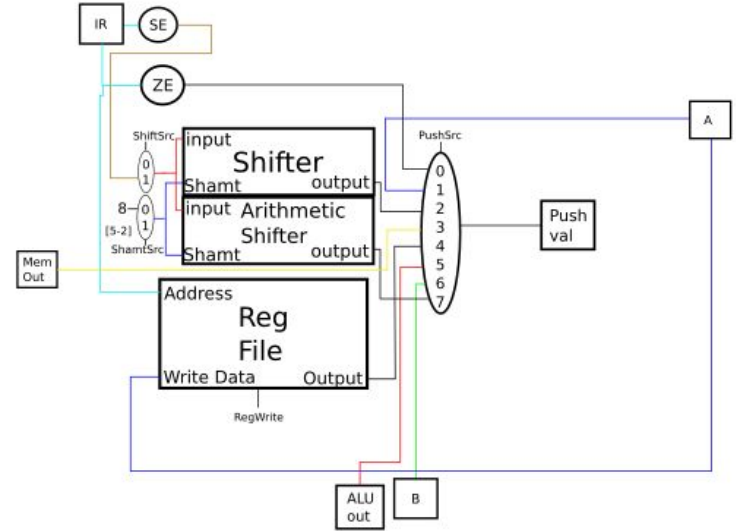 IR
SE
ZE
A
ShiftSrc
0
1
input
Shifter
Shamt
output
PushSrc
0
1
2
3
4
5
6
7
8
0
1
[5-2]
ShamtSrc
input
Arithmetic
Shifter
Shamt
output
Push
val
Mem
Out
Address
Reg
File
Write Data
Output
RegWrite
ALU
out
B